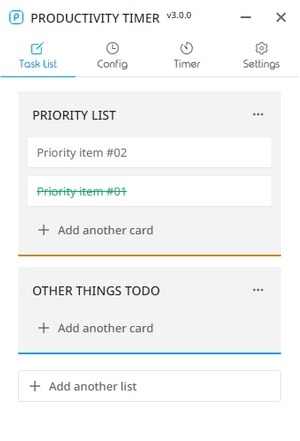 PRODUCTIVITY TIMER v3.0.0
Task List Config Timer Settings
PRIORITY LIST
Priority item #02
Priority item #01
Add another card
OTHER THINGS TODO
Add another card
Add another list